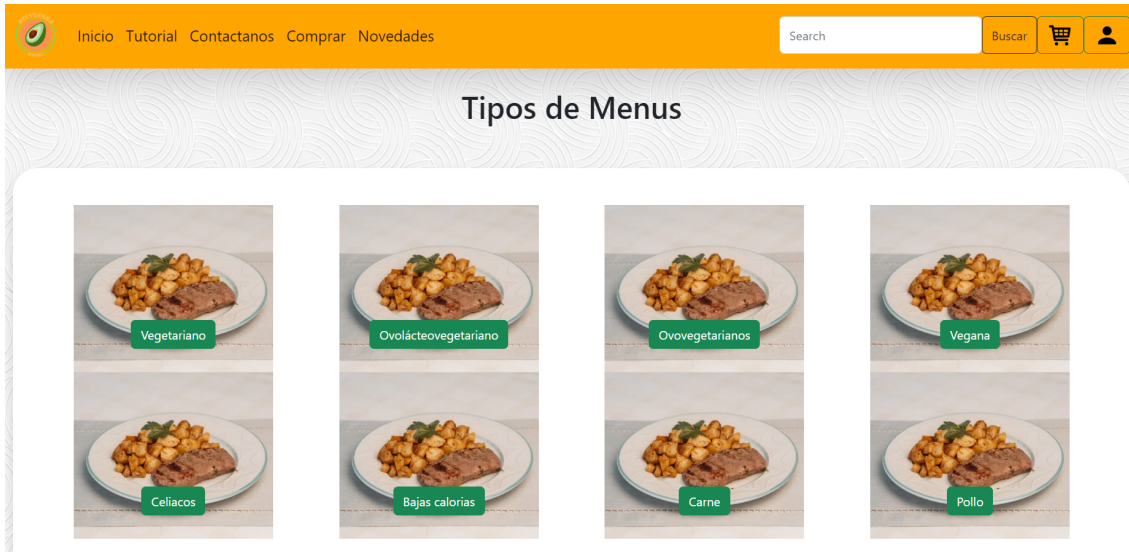 Inicio Tutorial Contactanos Comprar Novedades Search Buscar
Tipos de Menus
Vegetariano Ovolácteovegetariano Ovovegetarianos Vegana
Celiacos Bajas calorias Carne Pollo